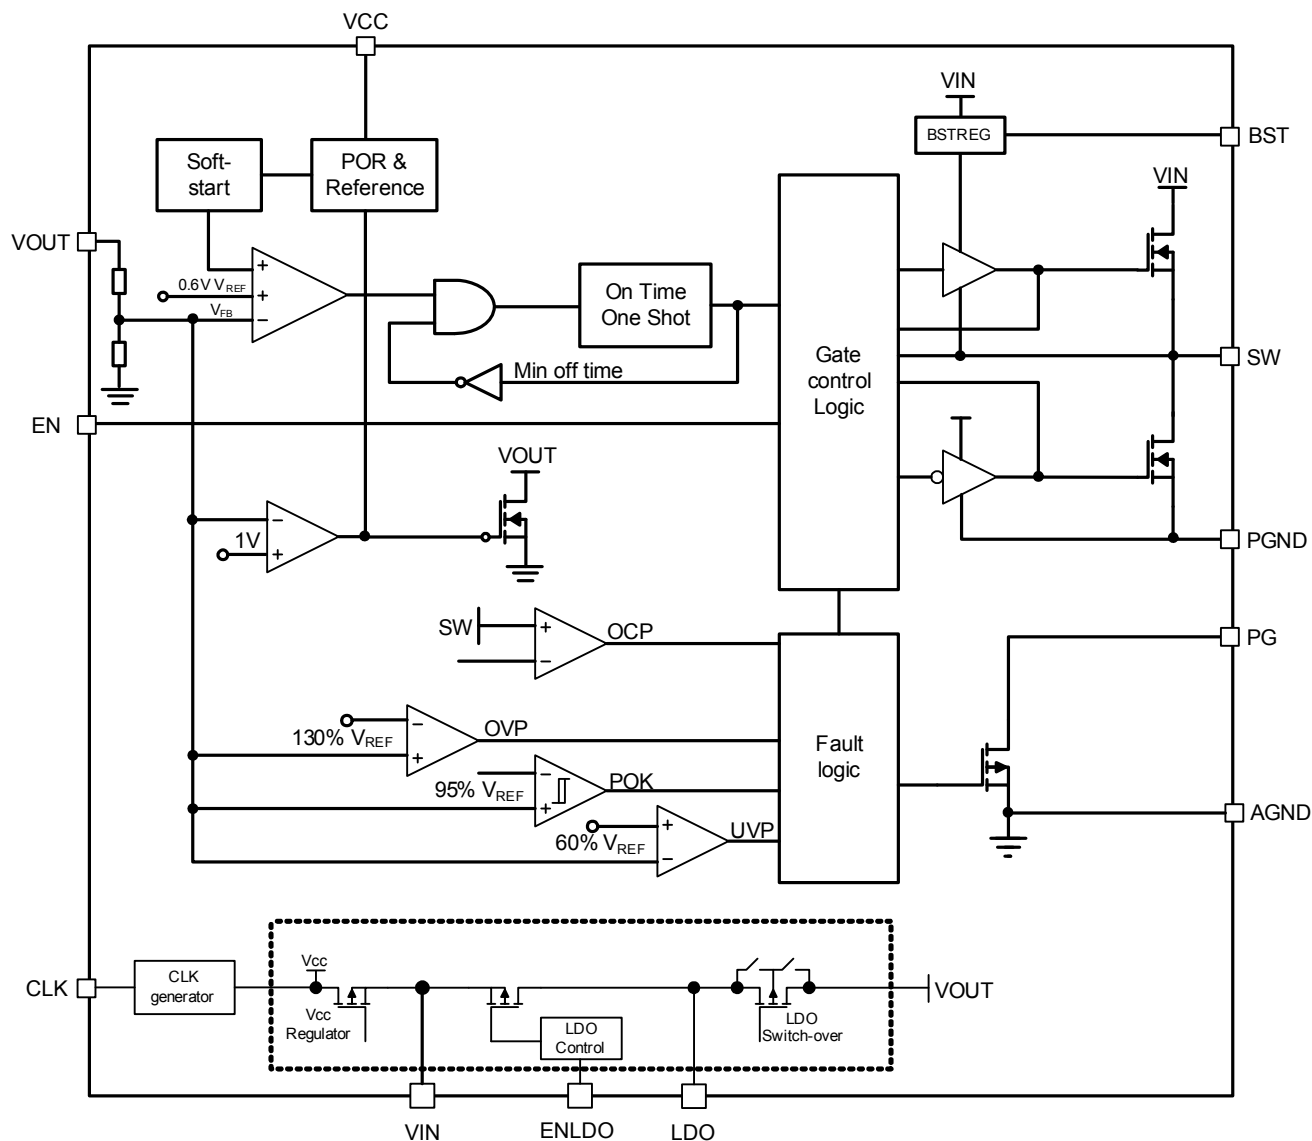 VCC
VIN
BSTREG
BST
Soft-
start
POR &
Reference
VIN
VOUT
0.6V VREF
+
+
VFB
−
On Time
One Shot
Min off time
Gate
control
Logic
SW
EN
VOUT
−
1V
+
PGND
SW
+
−
OCP
PG
130% VREF
−
+
OVP
Fault
logic
95% VREF
−
+
POK
60% VREF
+
−
UVP
AGND
CLK
CLK
generator
Vcc
Vcc
Regulator
LDO
Control
LDO
Switch-over
VOUT
VIN
ENLDO
LDO